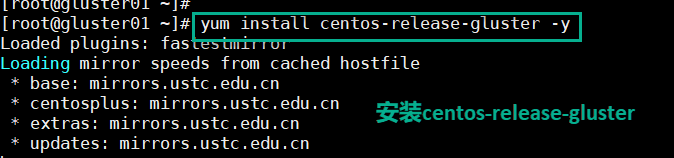 [root@gluster01 ~]#
[root@gluster01 ~]# yum install centos-release-gluster -y
Loaded plugins: fastestmirror
Loading mirror speeds from cached hostfile
* base: mirrors.ustc.edu.cn
* centosplus: mirrors.ustc.edu.cn
* extras: mirrors.ustc.edu.cn
* updates: mirrors.ustc.edu.cn
安装centos-release-gluster